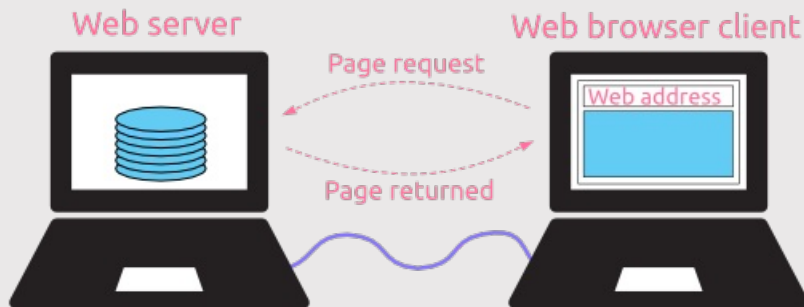 Web server
Web browser client
Page request
Web address
Page returned